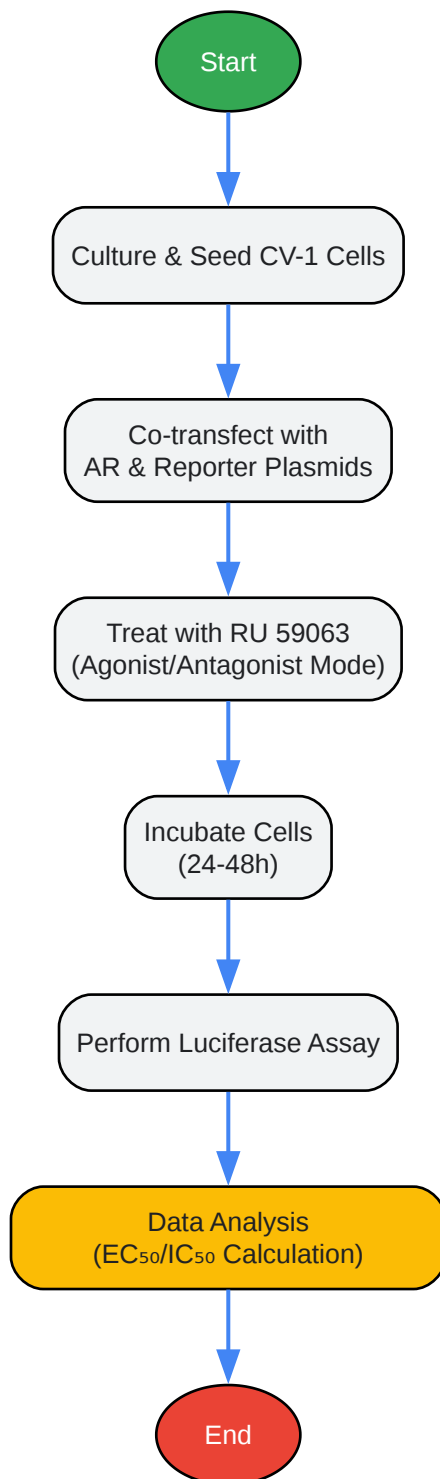 Start
Culture & Seed CV-1 Cells
Co-transfect with
AR & Reporter Plasmids
Treat with RU 59063
(Agonist/Antagonist Mode)
Incubate Cells
(24-48h)
Perform Luciferase Assay
Data Analysis
(EC₅₀/IC₅₀ Calculation)
End